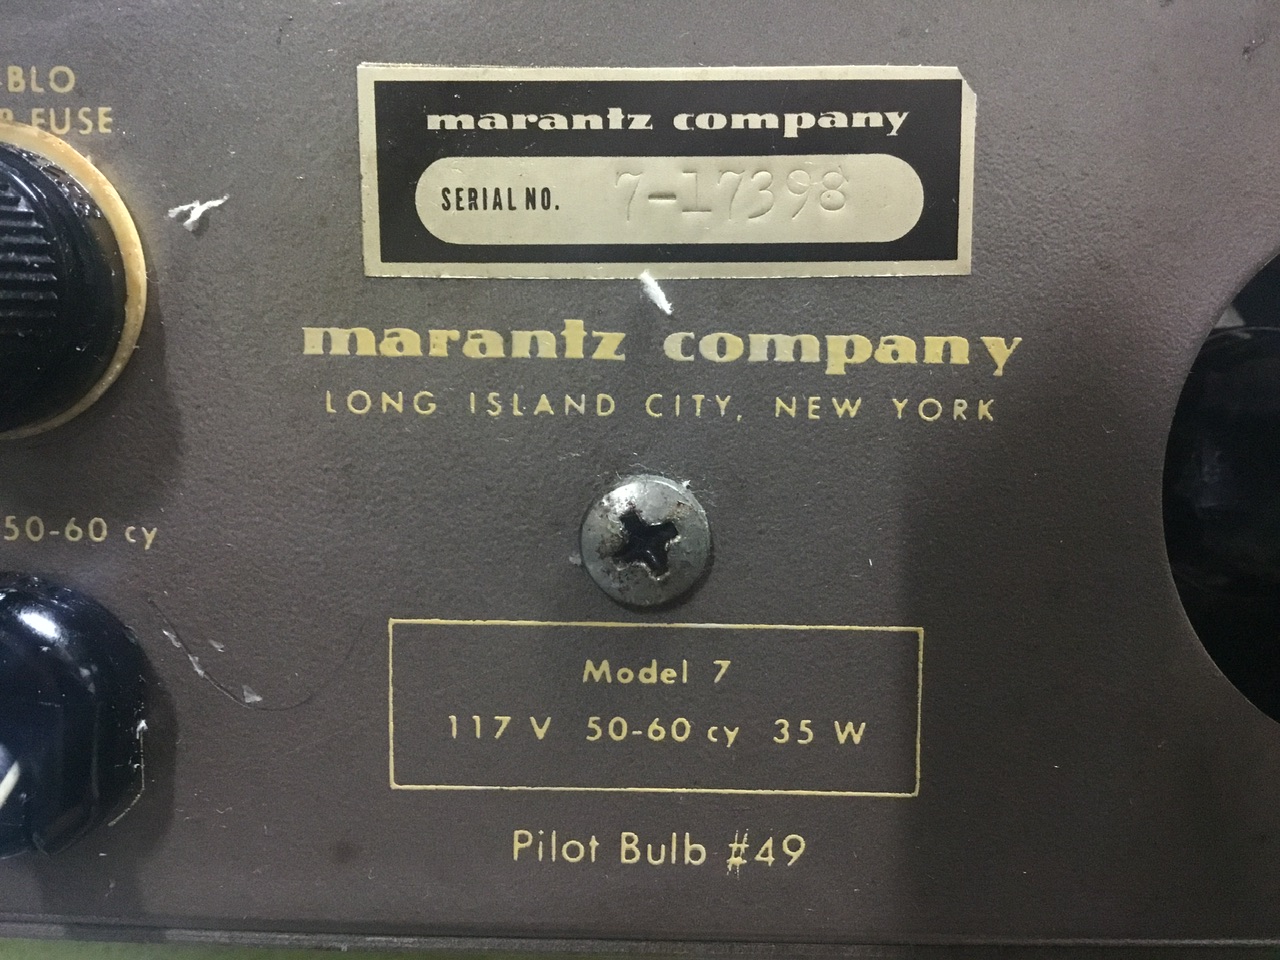 -BLO
FUSE
marantz company
SERIAL NO. 7-17398
marantz company
LONG ISLAND CITY, NEW YORK
50-60 cy
Model 7
117 V 50-60 cy 35 W
Pilot Bulb #49